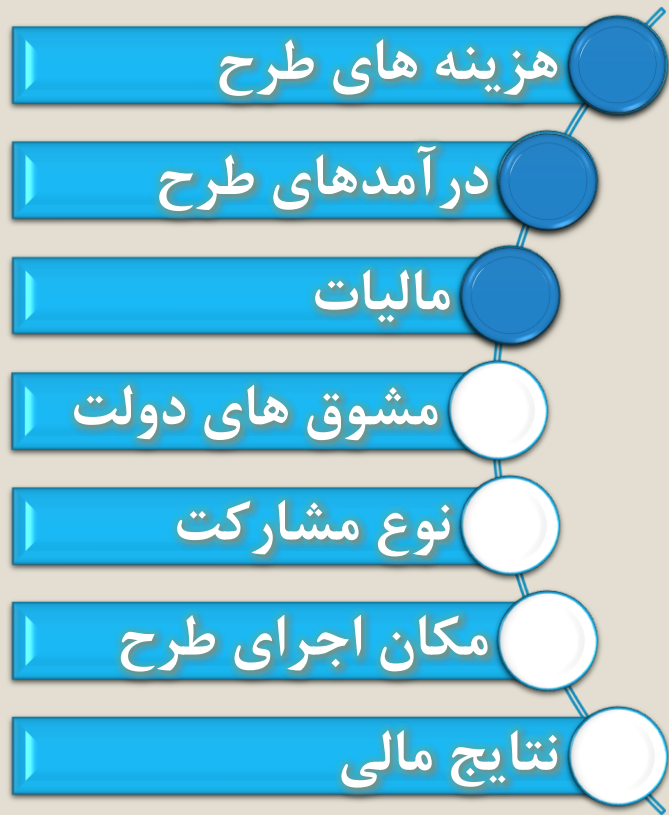 هزینه های طرح
درآمدهای طرح
مالیات
مشوق های دولت
نوع مشارکت
مکان اجرای طرح
نتایج مالی